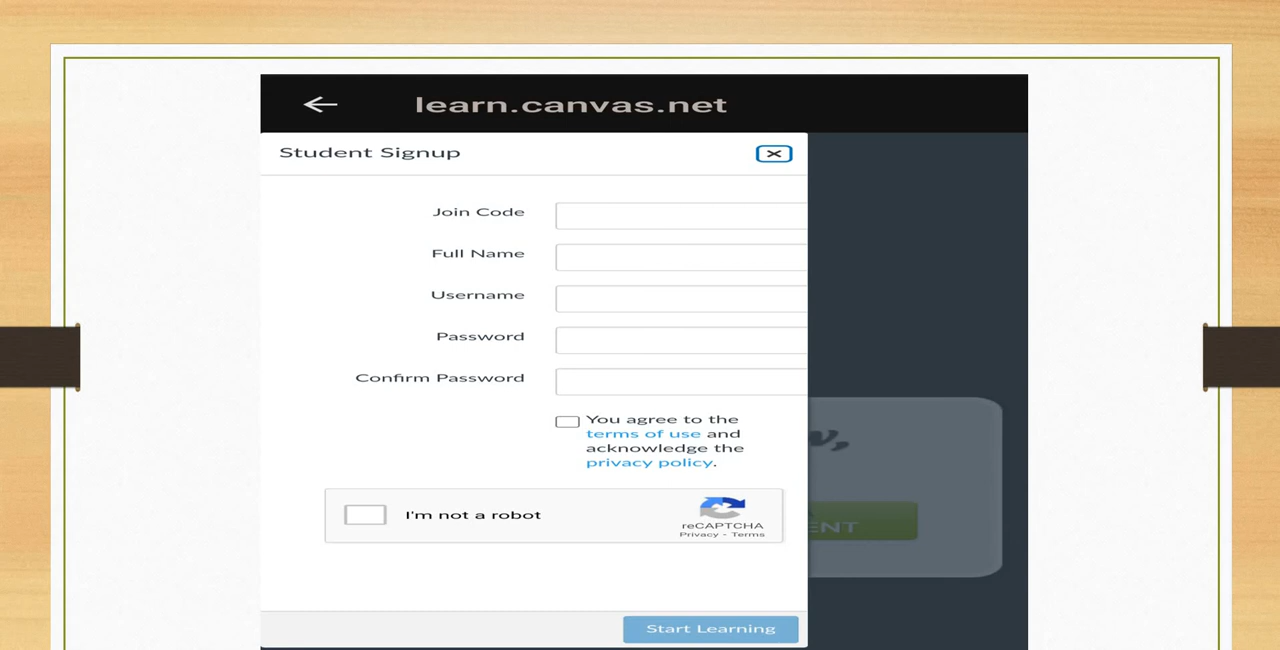 learn.canvas.net
Student Signup
Join Code
Full Name
Username
Password
Confirm Password
You agree to the
terms of use and
acknowledge the
privacy policy.
I'm not a robot
reCAPTCHA
Privacy - Terms
ENT
Start Learning